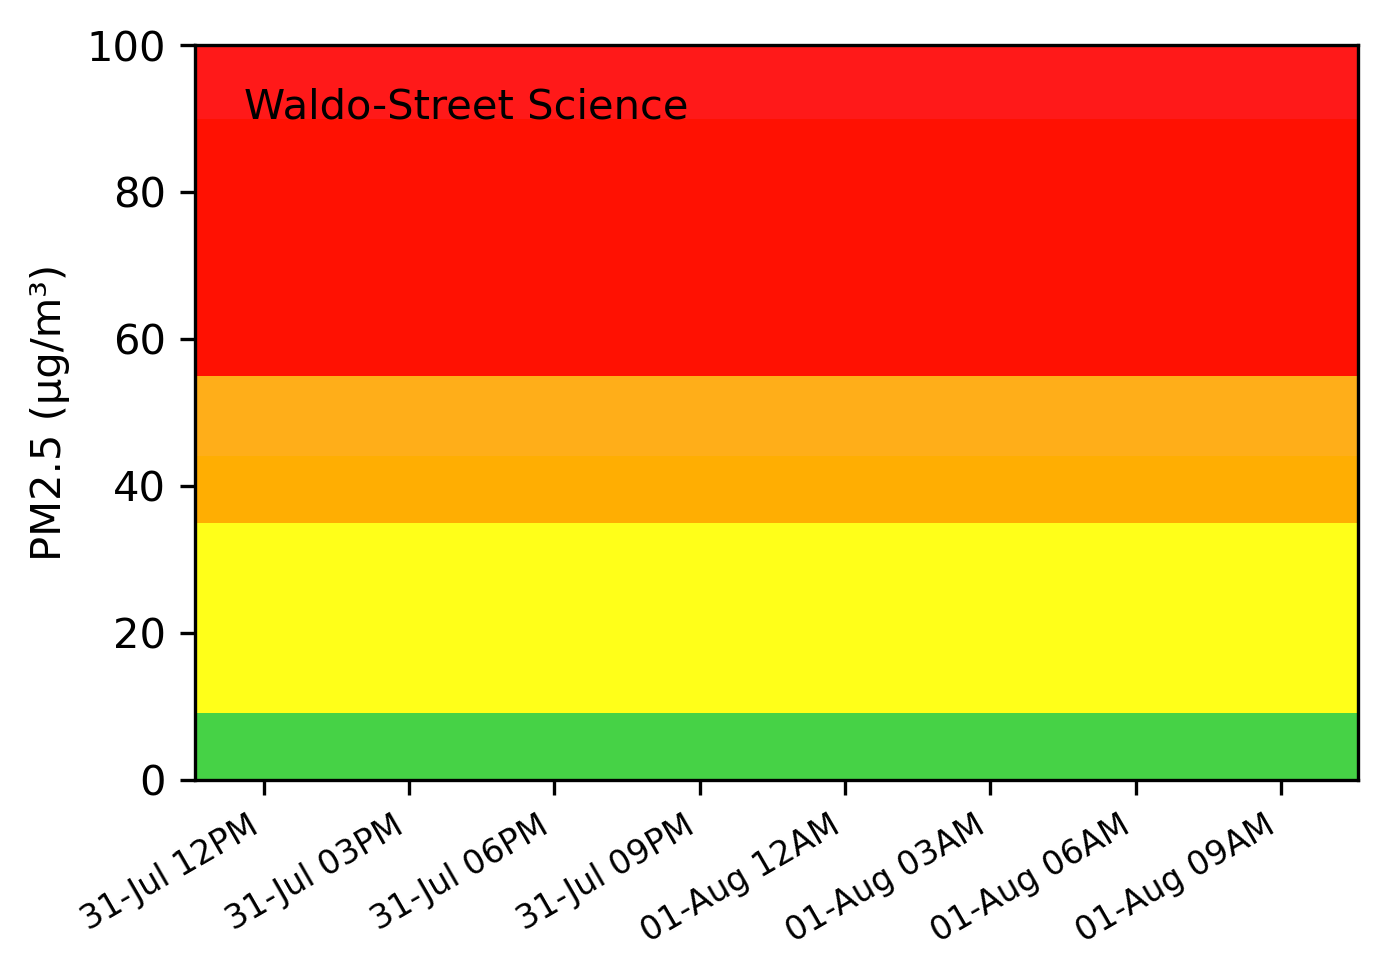 100
Waldo-Street Science
80
60
40
20
0
PM2.5 (µg/m³)
31-Jul 12PM
31-Jul 03PM
31-Jul 06PM
31-Jul 09PM
01-Aug 12AM
01-Aug 03AM
01-Aug 06AM
01-Aug 09AM